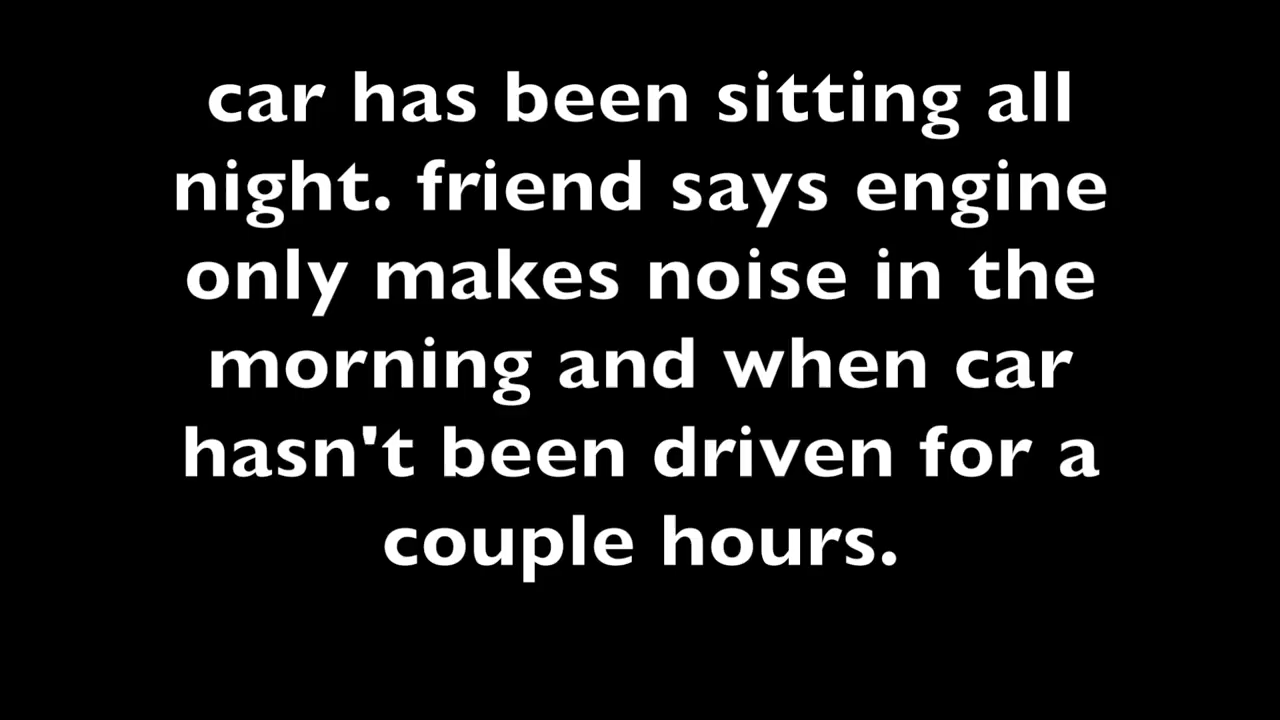 car has been sitting all
night. friend says engine
only makes noise in the
morning and when car
hasn't been driven for a
couple hours.